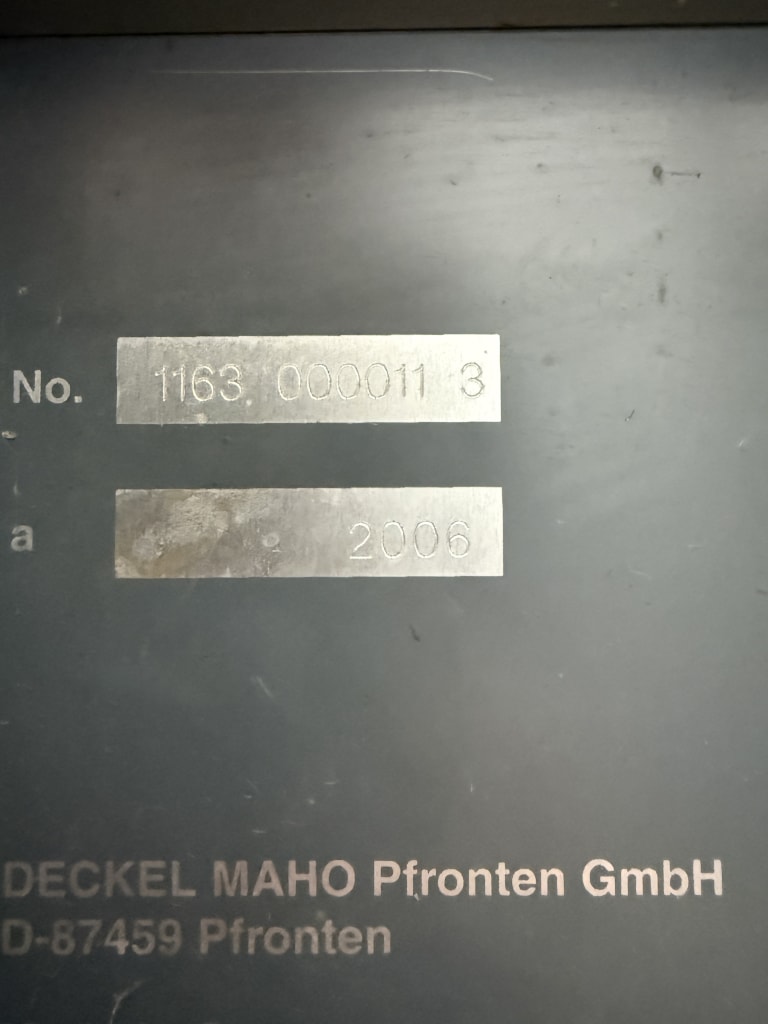 No. 1163 000011 3
a 2006
DECKEL MAHO Pfronten GmbH
D-87459 Pfronten